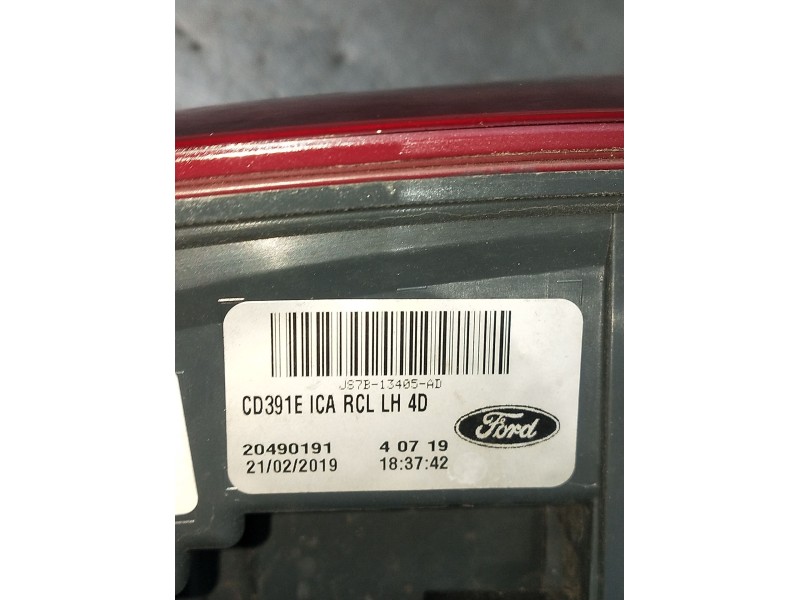 JS7B-13405-AD
CD391E ICA RCL LH 4D
Ford
20490191 4 07 19
21/02/2019 18:37:42